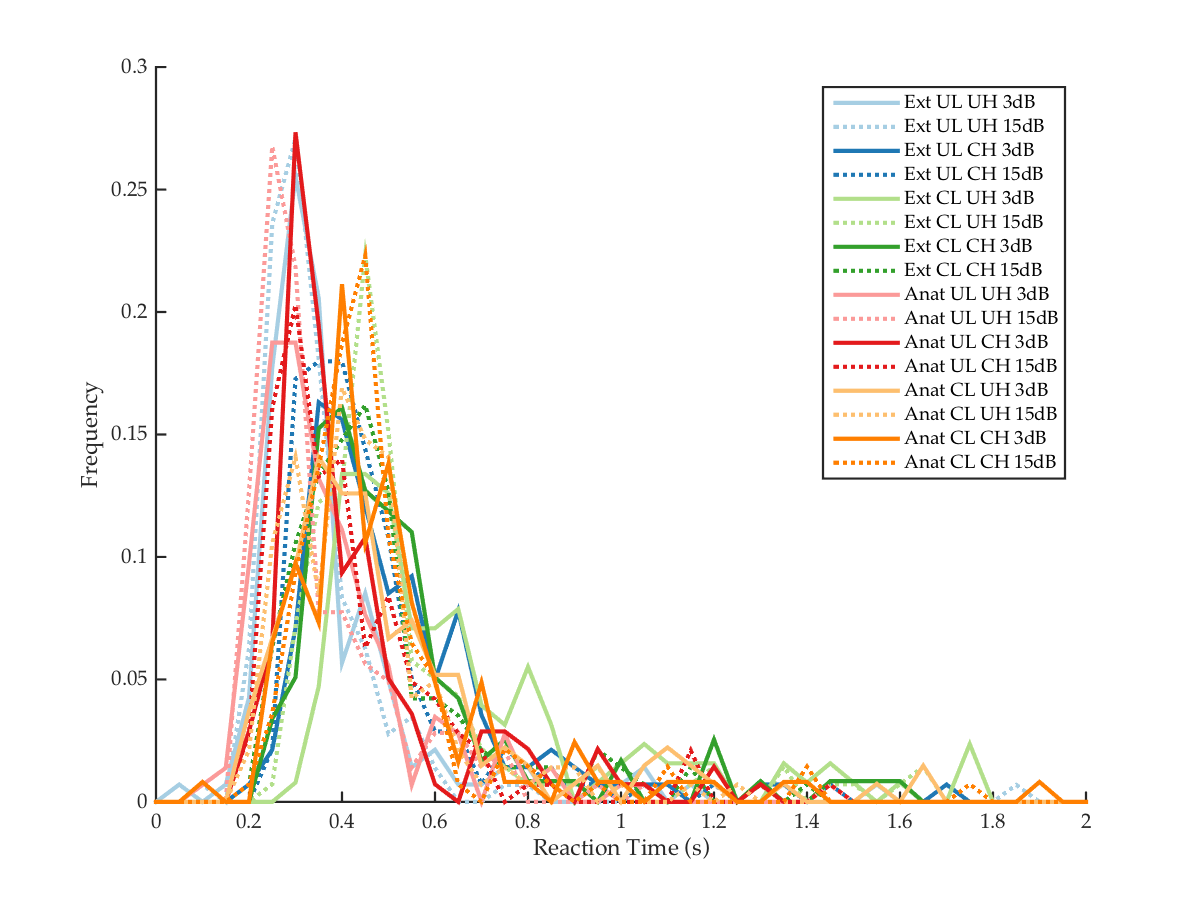 0.3
0.25
0.2
0.15
0.1
0.05
0
Frequency
0 0.2 0.4 0.6 0.8 1 1.2 1.4 1.6 1.8 2
Reaction Time (s)
Ext UL UH 3dB
Ext UL UH 15dB
Ext UL CH 3dB
Ext UL CH 15dB
Ext CL UH 3dB
Ext CL UH 15dB
Ext CL CH 3dB
Ext CL CH 15dB
Anat UL UH 3dB
Anat UL UH 15dB
Anat UL CH 3dB
Anat UL CH 15dB
Anat CL UH 3dB
Anat CL UH 15dB
Anat CL CH 3dB
Anat CL CH 15dB